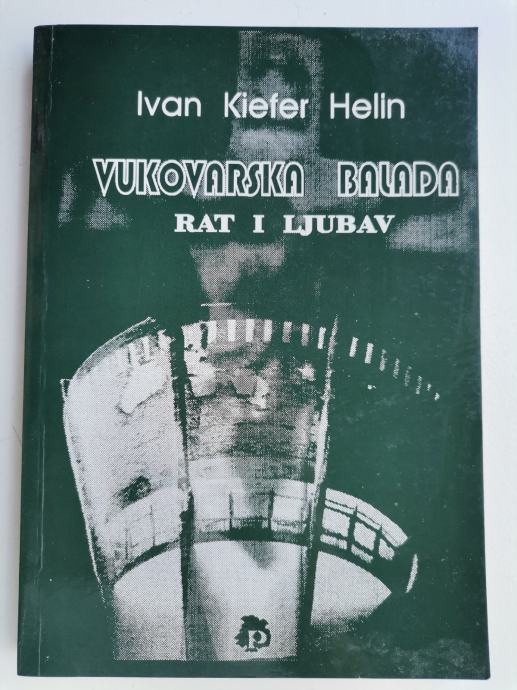 Ivan Kiefer Helin
VUKOVARSKA BALADA
RAT I LJUBAV
P